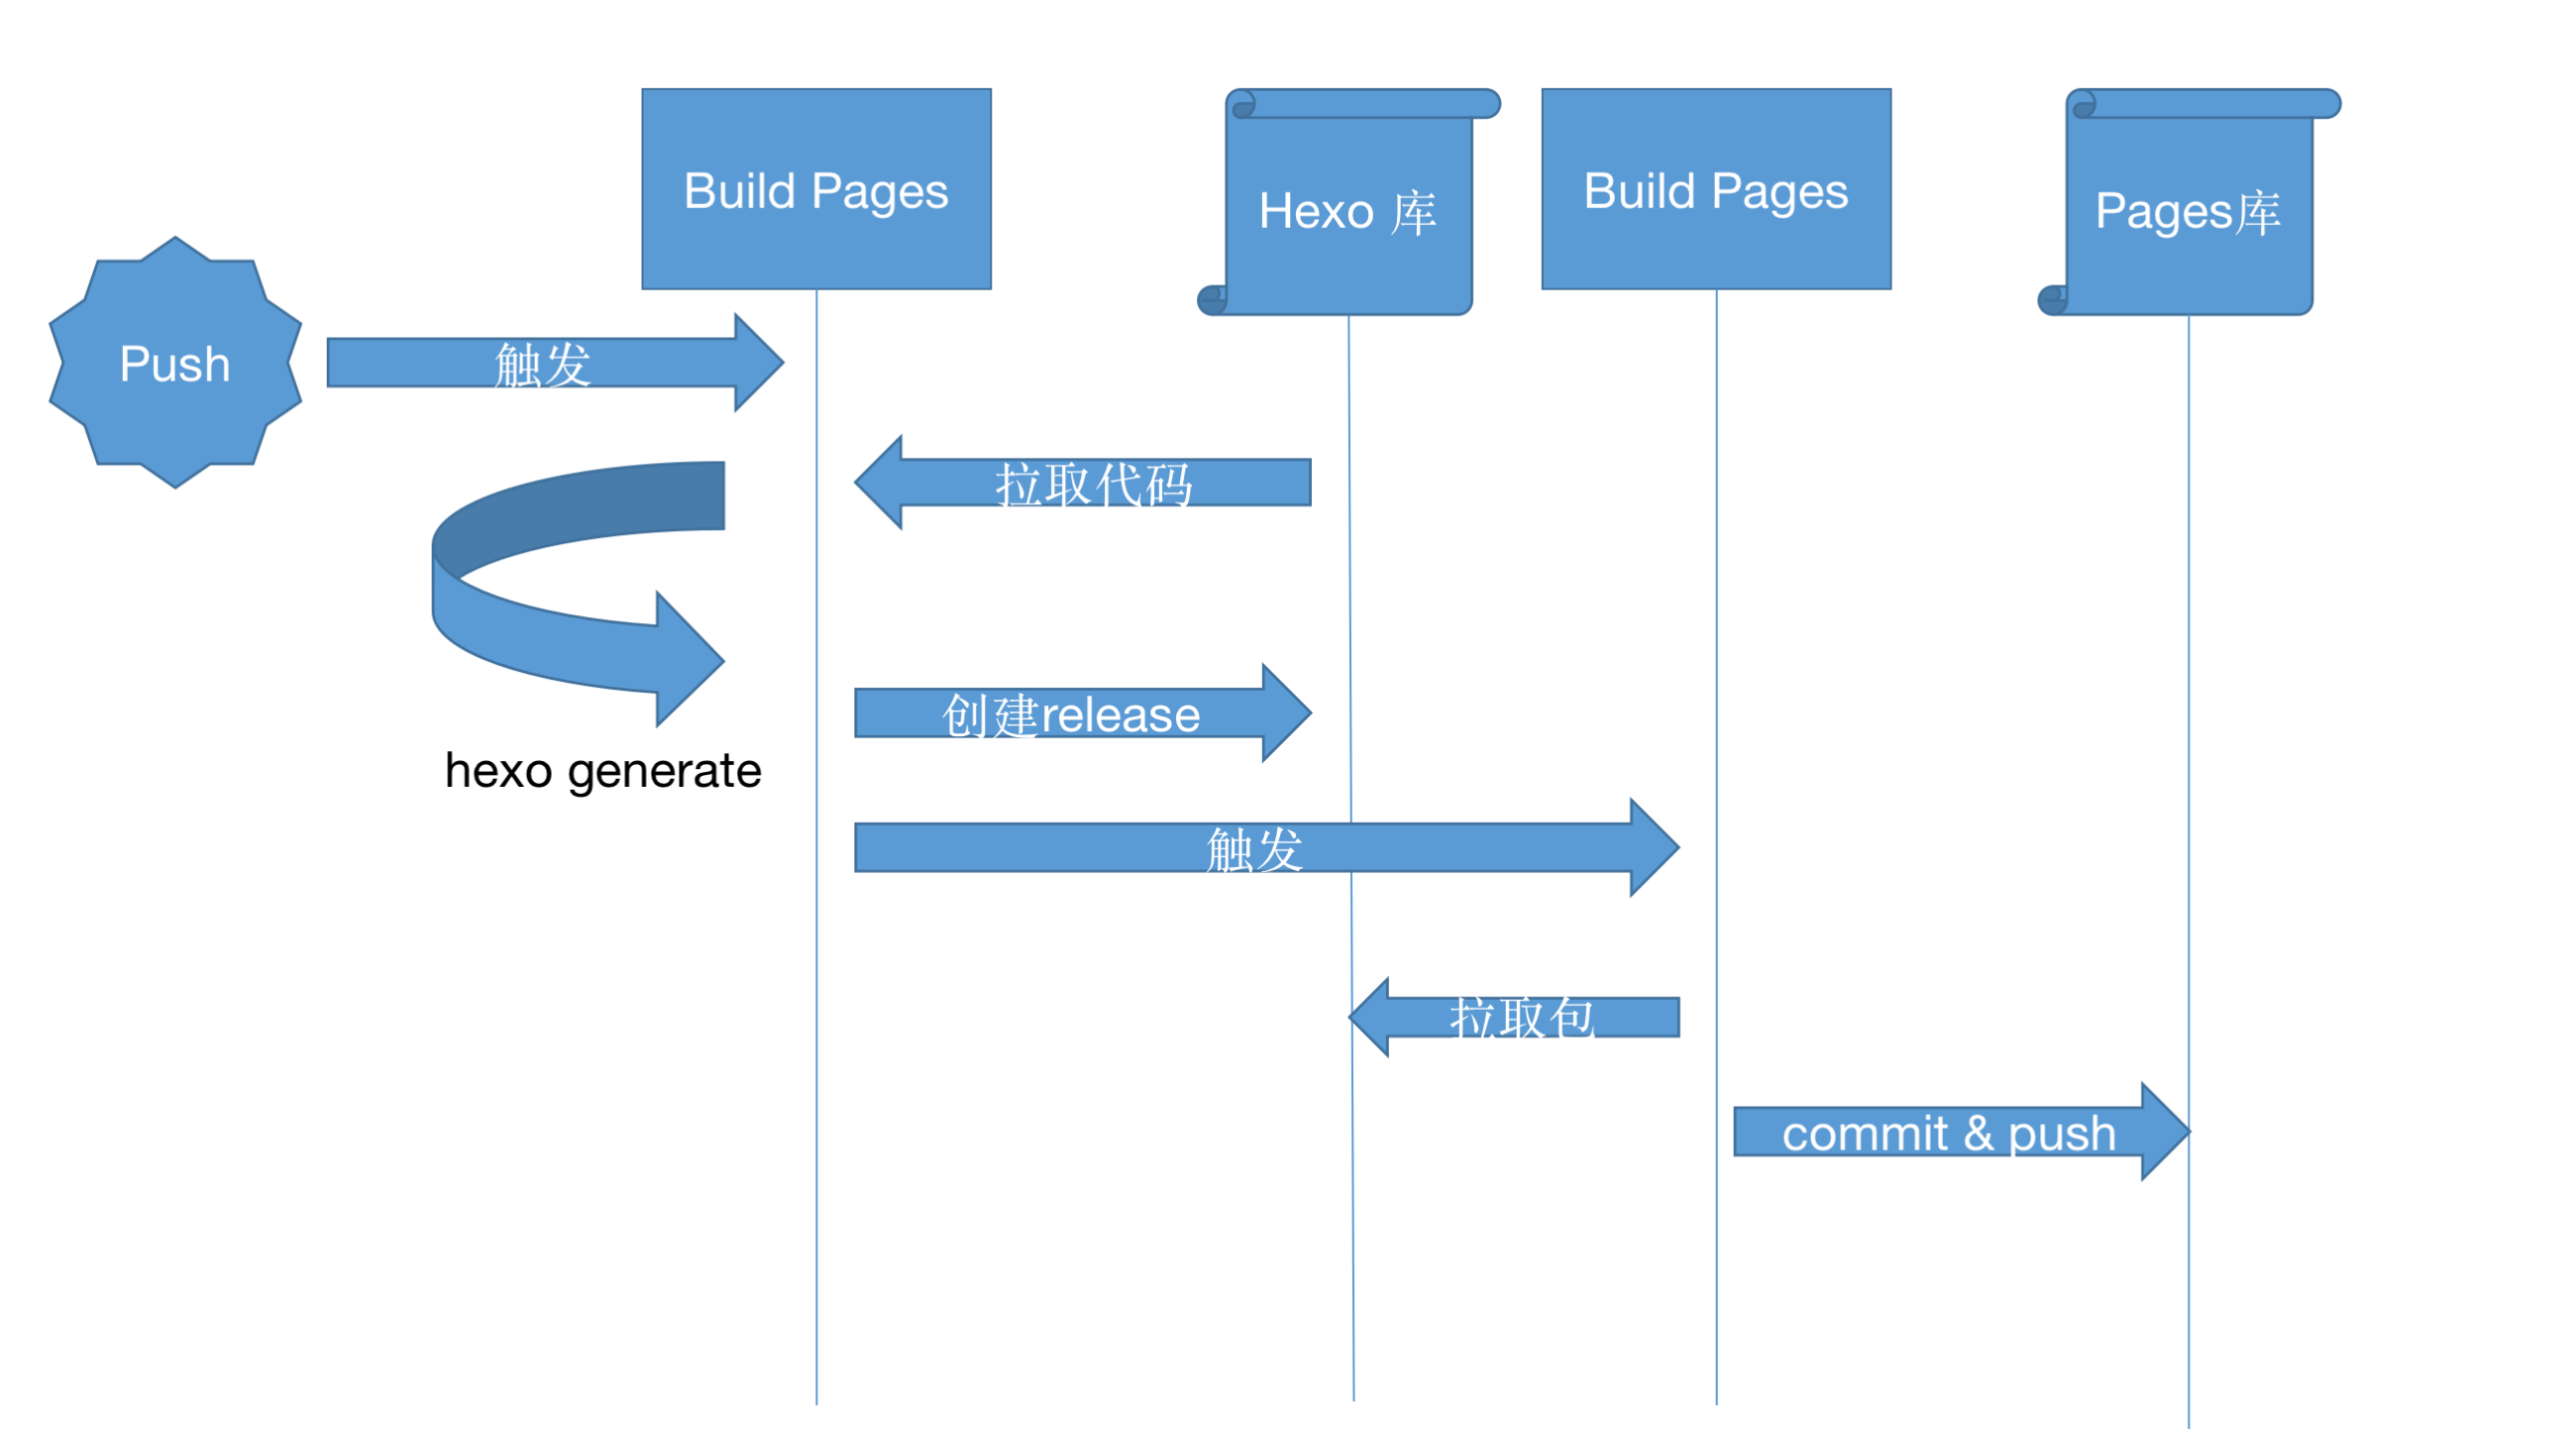 Build Pages
Hexo 库
Build Pages
Pages库
Push
触发
拉取代码
hexo generate
创建release
触发
拉取包
commit & push